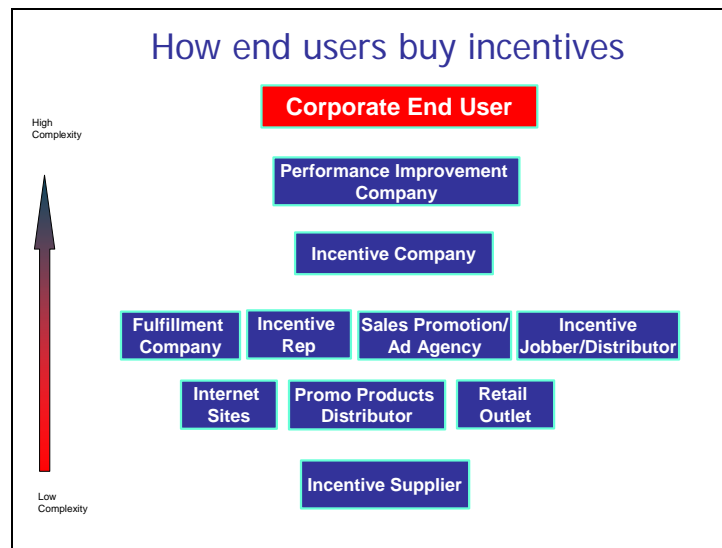 How end users buy incentives
Corporate End User
High
Complexity
Performance Improvement
Company
Incentive Company
Fulfillment
Company
Incentive
Rep
Sales Promotion/
Ad Agency
Incentive
Jobber/Distributor
Internet
Sites
Promo Products
Distributor
Retail
Outlet
Incentive Supplier
Low
Complexity